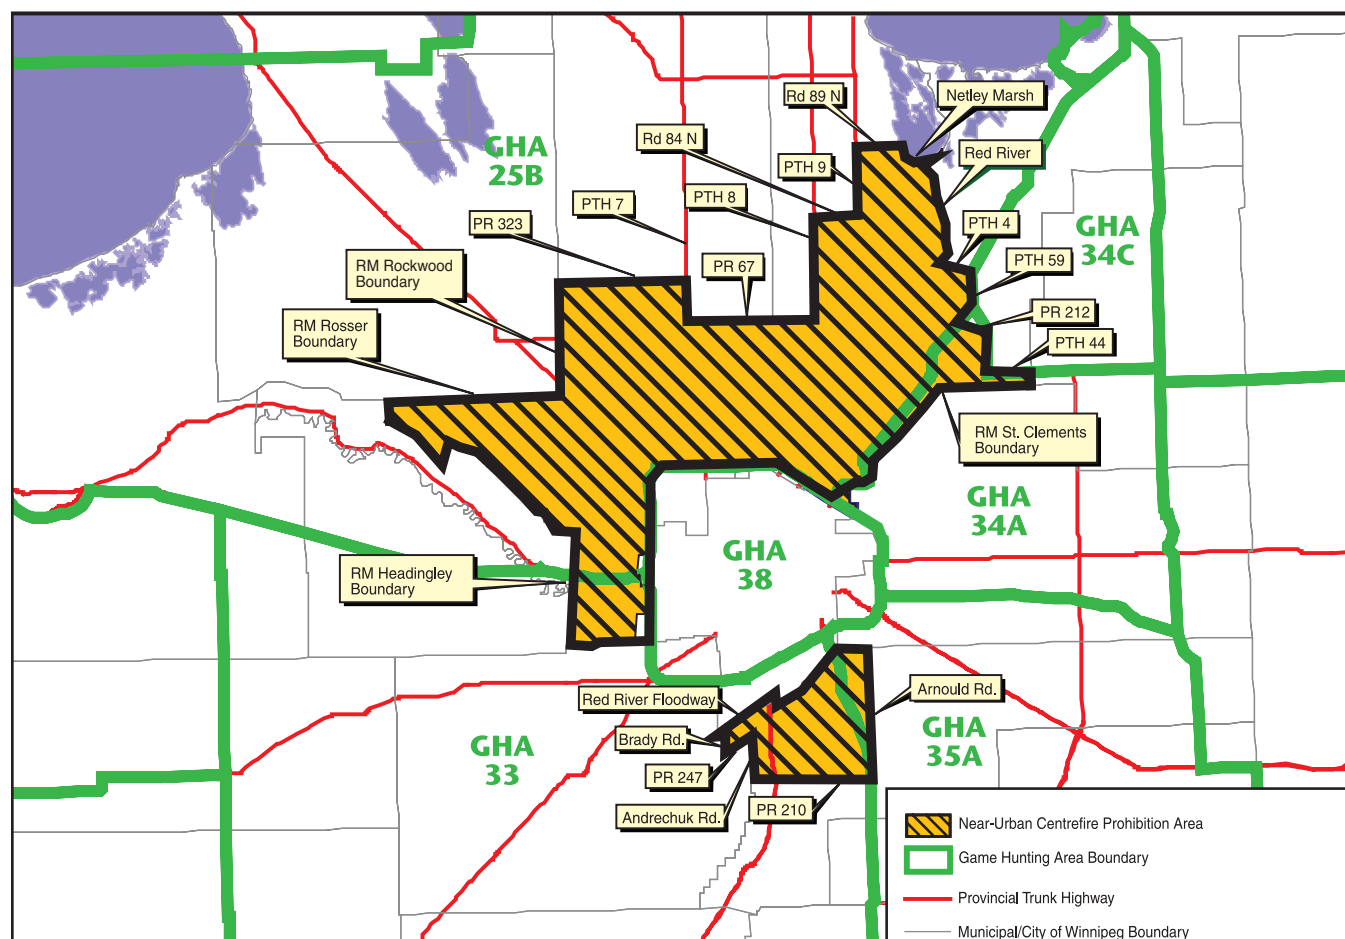 Rd 89 N
Netley Marsh
Rd 84 N
Red River
GHA
25B
PTH 9
PTH 7
PTH 8
PR 323
PTH 4
GHA
34C
RM Rockwood
Boundary
PR 67
PTH 59
PR 212
RM Rosser
Boundary
PTH 44
RM St. Clements
Boundary
GHA
34A
GHA
38
RM Headingley
Boundary
Red River Floodway
Arnould Rd.
Brady Rd.
GHA
33
GHA
35A
PR 247
Andrechuk Rd.
PR 210
Near-Urban Centrefire Prohibition Area
Game Hunting Area Boundary
Provincial Trunk Highway
Municipal/City of Winnipeg Boundary